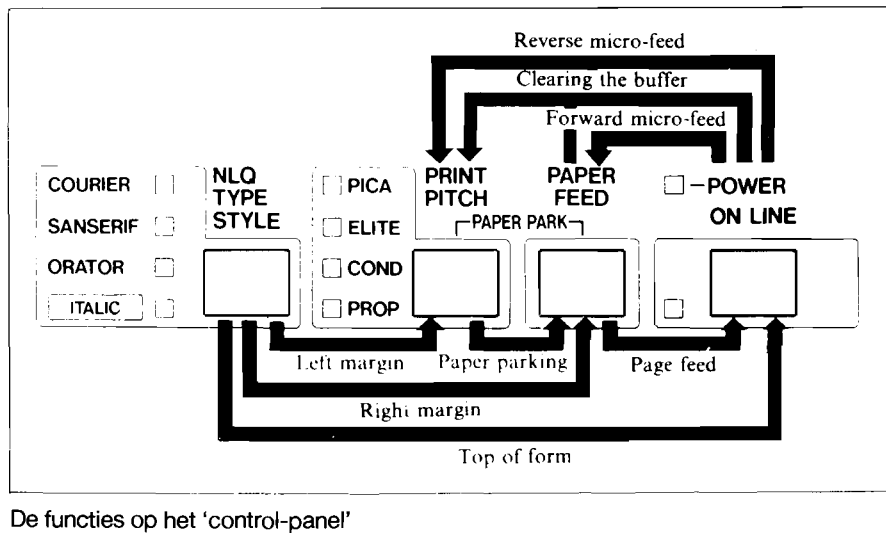 Reverse micro-feed
Clearing the buffer
Forward micro-feed
COURIER
SANSERIF
ORATOR
ITALIC
NLQ
TYPE
STYLE
PICA
ELITE
COND
PROP
PRINT
PITCH
PAPER
FEED
PAPER PARK
POWER
ON LINE
Left margin
Paper parking
Page feed
Right margin
Top of form
De functies op het 'control-panel'